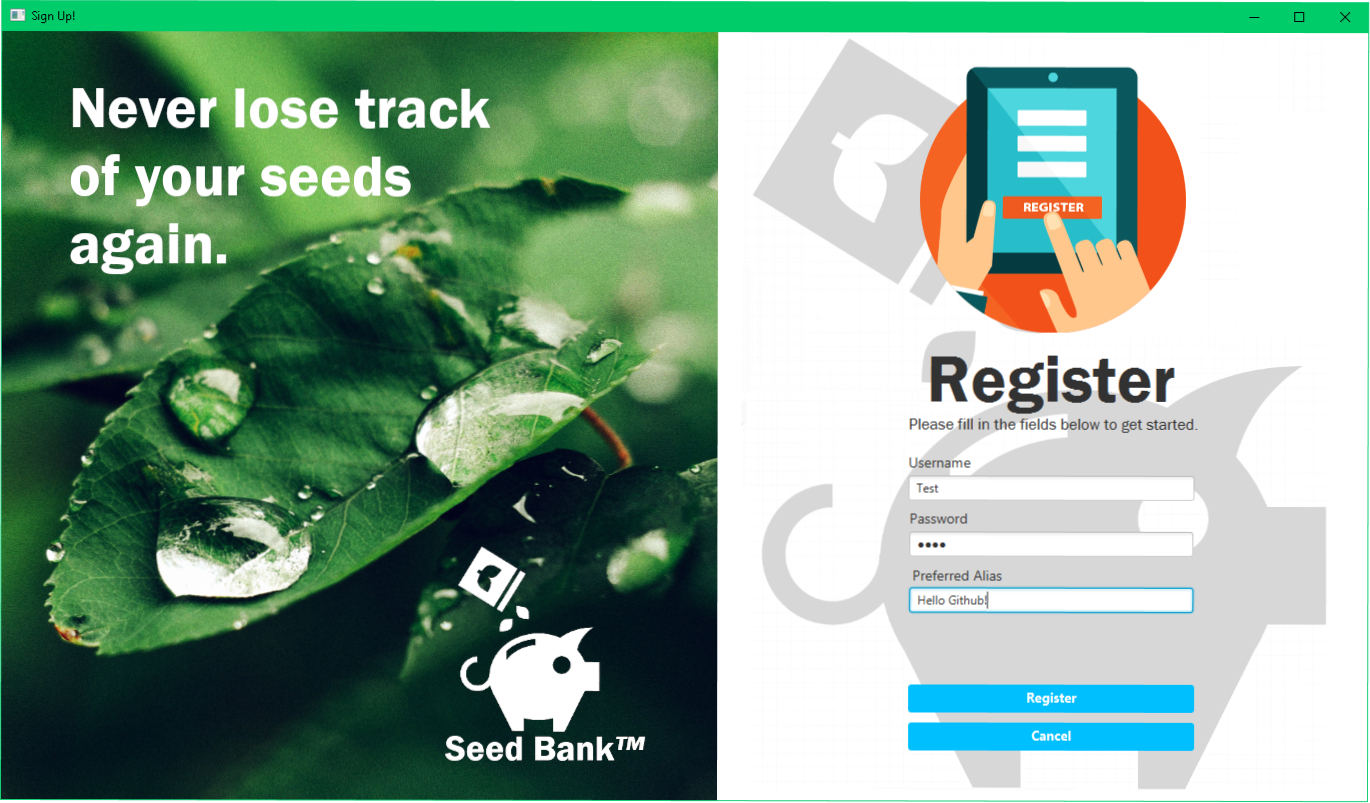 Sign Up!
Never lose track
of your seeds
again.
Seed Bank™
REGISTER
Register
Please fill in the fields below to get started.
Username
Test
Password
••••
Preferred Alias
Hello Github!
Register
Cancel